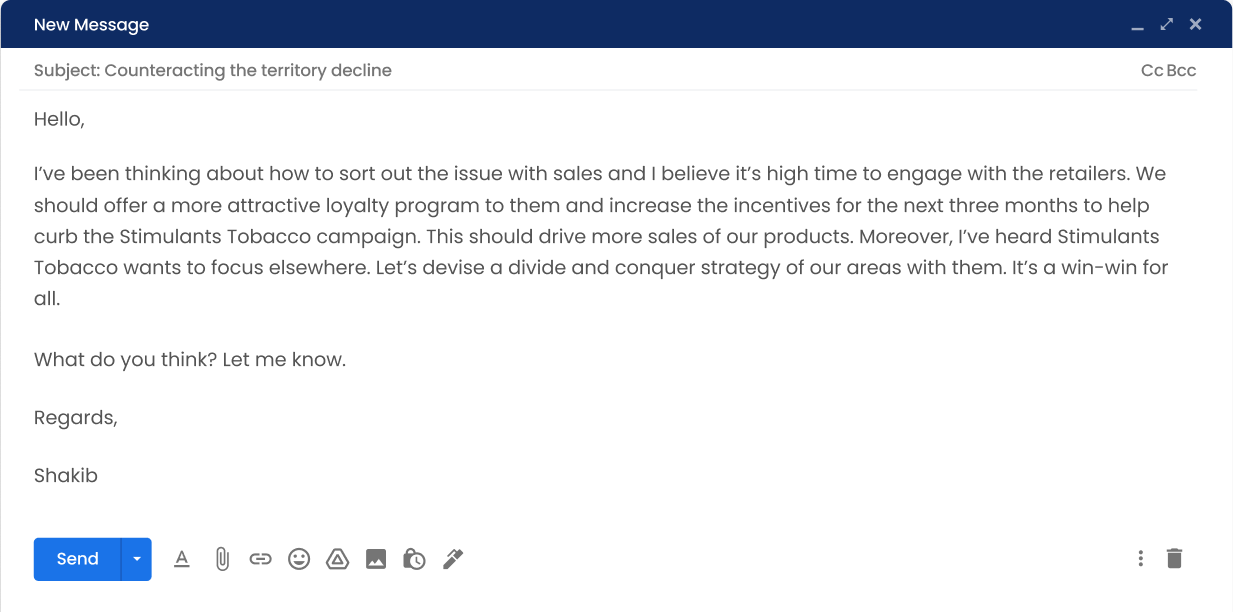 New Message
Subject: Counteracting the territory decline
Cc Bcc
Hello,
I’ve been thinking about how to sort out the issue with sales and I believe it’s high time to engage with the retailers. We
should offer a more attractive loyalty program to them and increase the incentives for the next three months to help
curb the Stimulants Tobacco campaign. This should drive more sales of our products. Moreover, I’ve heard Stimulants
Tobacco wants to focus elsewhere. Let’s devise a divide and conquer strategy of our areas with them. It’s a win-win for
all.
What do you think? Let me know.
Regards,
Shakib
Send